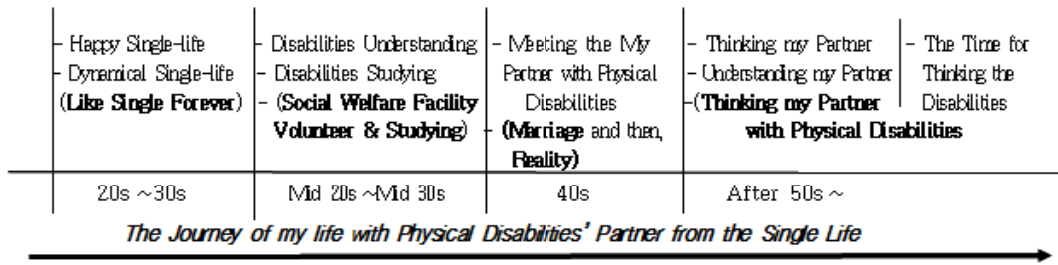 - Happy Single-life
- Dynamical Single-life
(Like Single Forever)
- Disabilities Understanding
- Disabilities Studying
- (Social Welfare Facility
Volunteer & Studying)
- Meeting the My
Partner with Physical
Disabilities
- (Marriage and then,
Reality)
- Thinking my Partner
- Understanding my Partner
-(Thinking my Partner
with Physical Disabilities
- The Time for
Thinking the
Disabilities
20s ~30s
Mid 20s ~Mid 30s
40s
After 50s ~
The Journey of my life with Physical Disabilities' Partner from the Single Life